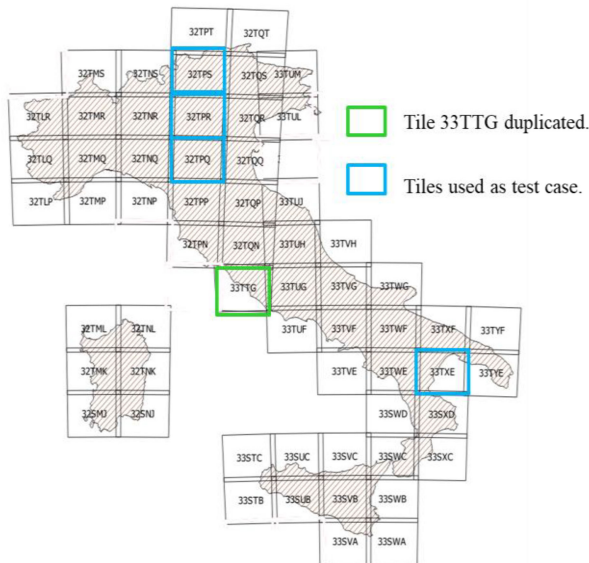 32TPT 32TQT
32TMS 32TNS 32TPS 32TQS 33TUM
32TLR 32TMR 32TNR 32TPR 32TQR 33TUL
Tile 33TTG duplicated.
32TLQ 32TMQ 32TNQ 32TPQ 32TQQ
Tiles used as test case.
32TLP 32TMP 32TNP 32TPP 32TQP 33TUJ
32TPN 32TQN 33TUH 33TVH
33TTG 33TUG 33TVG 33TWG
32TML 32TNL 33TUF 33TVF 33TWF 33TXF 33TYF
32TMK 32TNK 33TVE 33TWE 33TXE 33TYE
32SMJ 32SNJ 33SWD 33SXD
33STC 33SUC 33SVC 33SWC 33SXC
33STB 33SUB 33SVB 33SWB
33SVA 33SWA